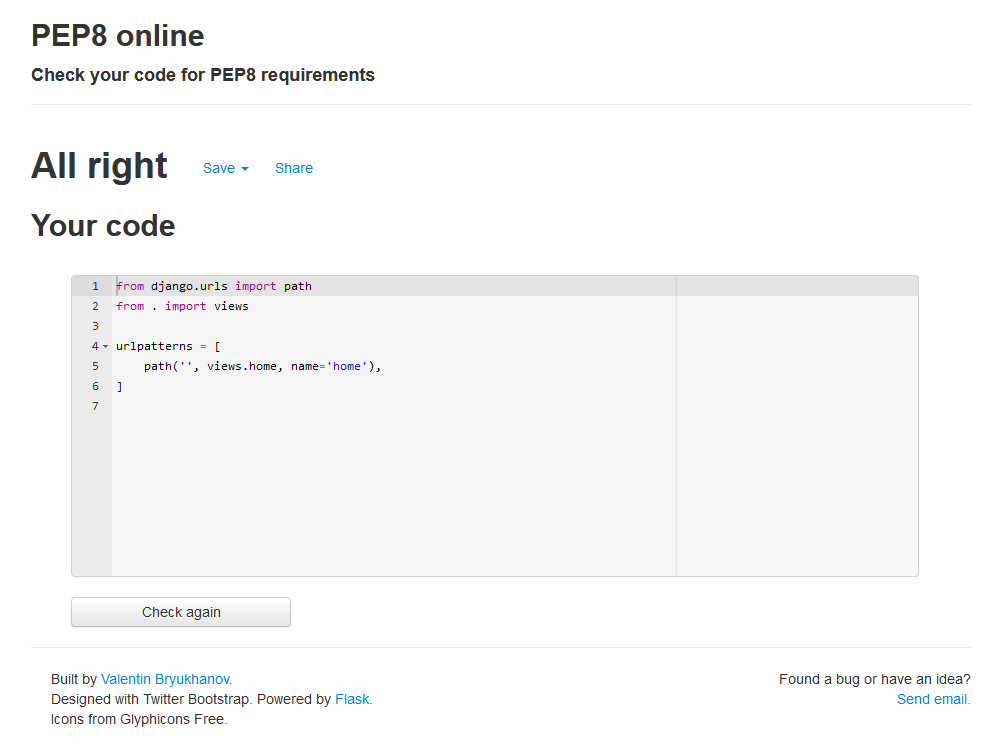 PEP8 online
Check your code for PEP8 requirements
All right Save Share
Your code
1 from django.urls import path
2 from . import views
3
4 urlpatterns = [
5     path('', views.home, name='home'),
6 ]
7
Check again
Built by Valentin Bryukhanov.
Designed with Twitter Bootstrap. Powered by Flask.
Icons from Glyphicons Free.
Found a bug or have an idea?
Send email.